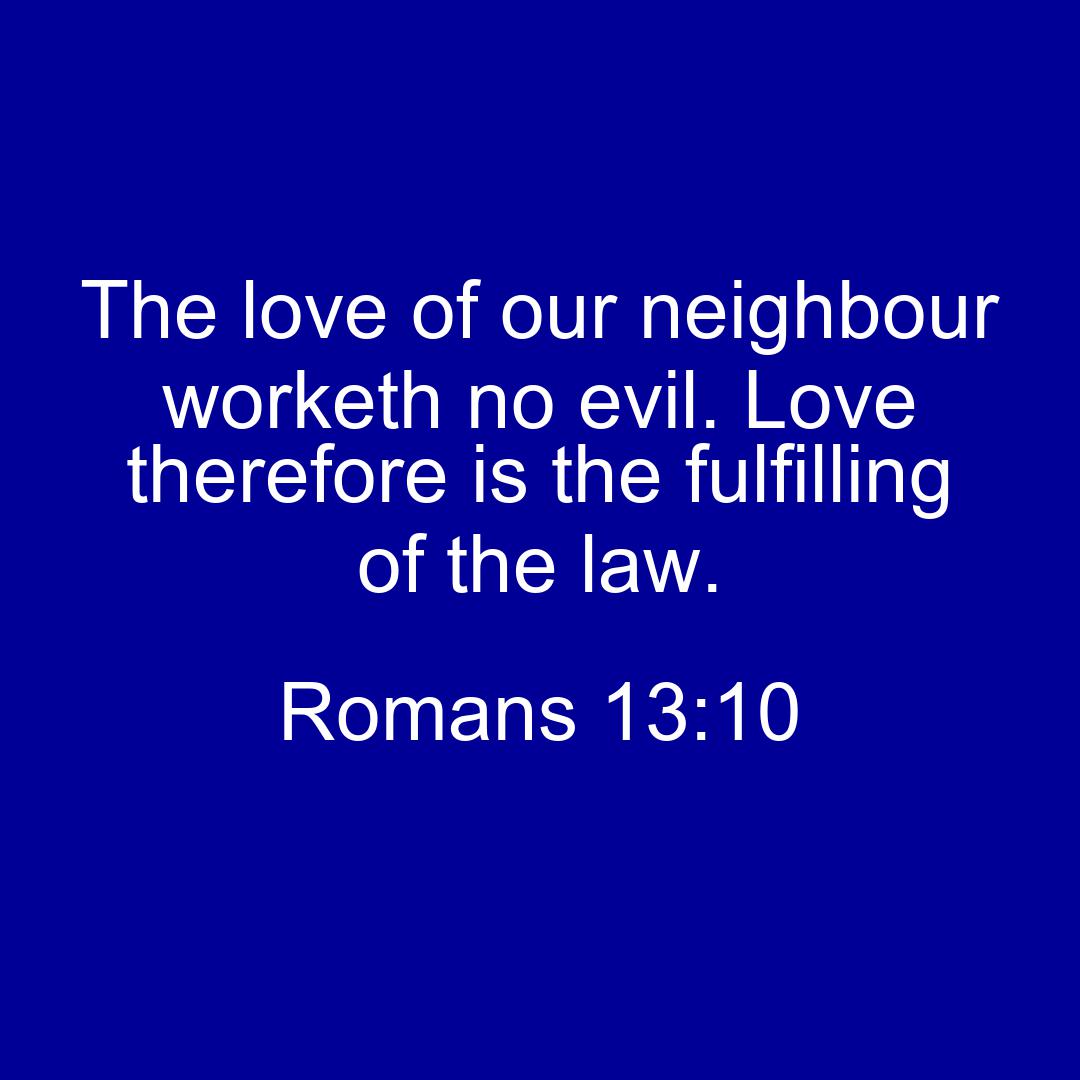 The love of our neighbour
worketh no evil. Love
therefore is the fulfilling
of the law.
Romans 13:10